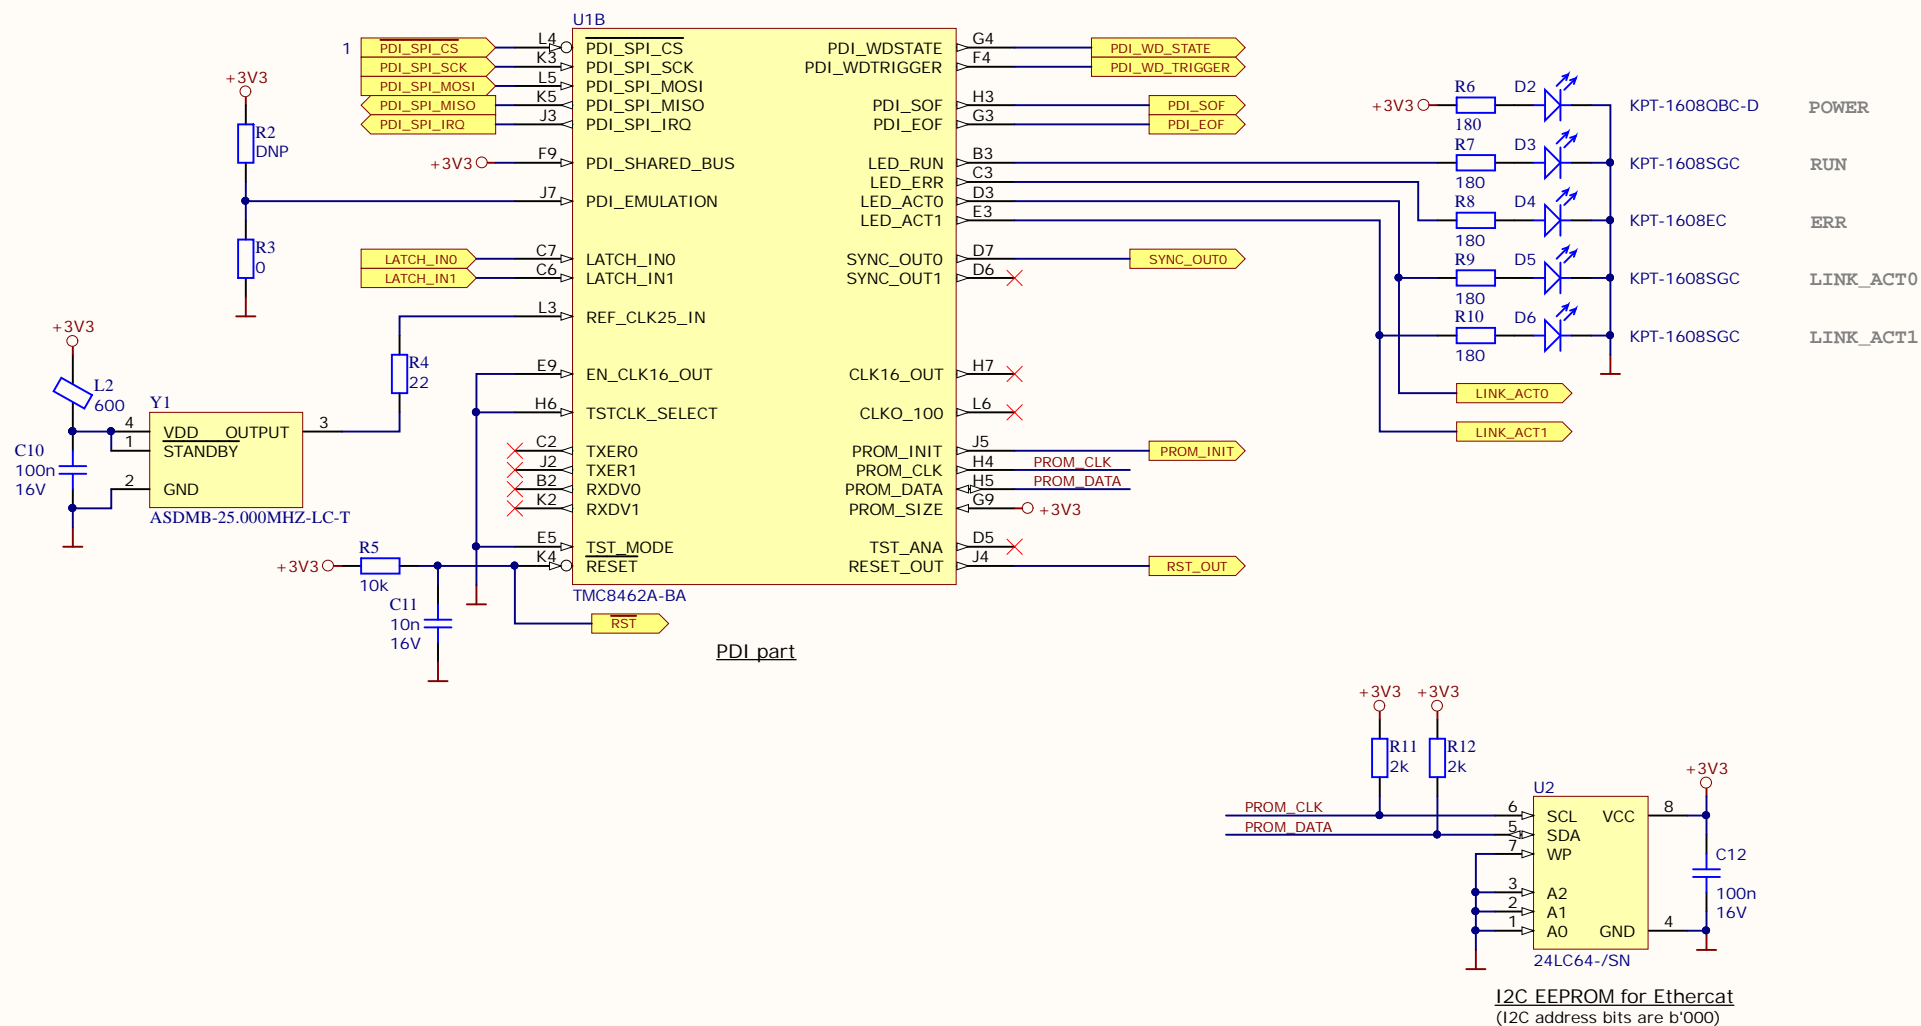 U1B
1
PDI_SPI_CS L4 PDI_SPI_CS
PDI_SPI_SCK K3 PDI_SPI_SCK
PDI_SPI_MOSI L5 PDI_SPI_MOSI
PDI_SPI_MISO K5 PDI_SPI_MISO
PDI_SPI_IRQ J3 PDI_SPI_IRQ
+3V3 F9 PDI_SHARED_BUS
J7 PDI_EMULATION
LATCH_IN0 C7 LATCH_IN0
LATCH_IN1 C6 LATCH_IN1
L3 REF_CLK25_IN
E9 EN_CLK16_OUT
H6 TSTCLK_SELECT
C2 TXER0
J2 TXER1
B2 RXDV0
K2 RXDV1
E5 TST_MODE
K4 RESET
PDI_WDSTATE G4 PDI_WD_STATE
PDI_WDTRIGGER F4 PDI_WD_TRIGGER
PDI_SOF H3 PDI_SOF
PDI_EOF G3 PDI_EOF
LED_RUN B3
LED_ERR C3
LED_ACT0 D3
LED_ACT1 E3
SYNC_OUT0 D7 SYNC_OUT0
SYNC_OUT1 D6
CLK16_OUT H7
CLKO_100 L6
PROM_INIT J5 PROM_INIT
PROM_CLK H4 PROM_CLK
PROM_DATA H5 PROM_DATA
PROM_SIZE G9 +3V3
TST_ANA D5
RESET_OUT J4 RST_OUT
TMC8462A-BA
PDI part
+3V3
R2
DNP
R3
0
+3V3
L2
600
C10
100n
16V
Y1
4 VDD OUTPUT 3
1 STANDBY
2 GND
ASDMB-25.000MHZ-LC-T
R4
22
+3V3 R5
10k
C11
10n
16V
RST
+3V3 R6 D2 KPT-1608QBC-D POWER
180
R7 D3 KPT-1608SGC RUN
180
R8 D4 KPT-1608EC ERR
180
R9 D5 KPT-1608SGC LINK_ACT0
180
R10 D6 KPT-1608SGC LINK_ACT1
180
LINK_ACT0
LINK_ACT1
+3V3 +3V3
R11 R12
2k 2k
+3V3
U2
PROM_CLK 6 SCL VCC 8
PROM_DATA 5 SDA
7 WP
C12
100n
16V
3 A2
2 A1
1 A0 GND 4
24LC64-/SN
I2C EEPROM for Ethercat
(I2C address bits are b'000)